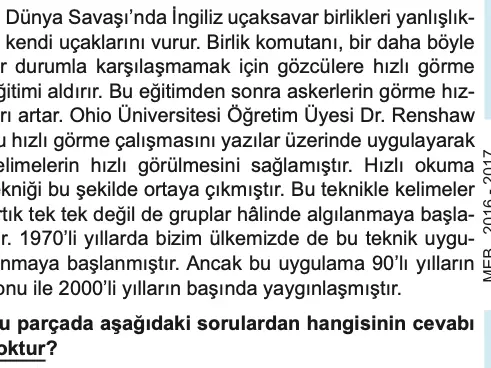 Dünya Savaşı’nda İngiliz uçaksavar birlikleri yanlışlık-
kendi uçaklarını vurur. Birlik komutanı, bir daha böyle
r durumla karşılaşmamak için gözcülere hızlı görme
ğitimi aldırır. Bu eğitimden sonra askerlerin görme hız-
rı artar. Ohio Üniversitesi Öğretim Üyesi Dr. Renshaw
u hızlı görme çalışmasını yazılar üzerinde uygulayarak
elimelerin hızlı görülmesini sağlamıştır. Hızlı okuma
kniği bu şekilde ortaya çıkmıştır. Bu teknikle kelimeler
rtık tek tek değil de gruplar hâlinde algılanmaya başla-
r. 1970’li yıllarda bizim ülkemizde de bu teknik uygu-
nmaya başlanmıştır. Ancak bu uygulama 90’lı yılların
onu ile 2000’li yılların başında yaygınlaşmıştır.
u parçada aşağıdaki sorulardan hangisinin cevabı
oktur?
MEB 2016 - 2017